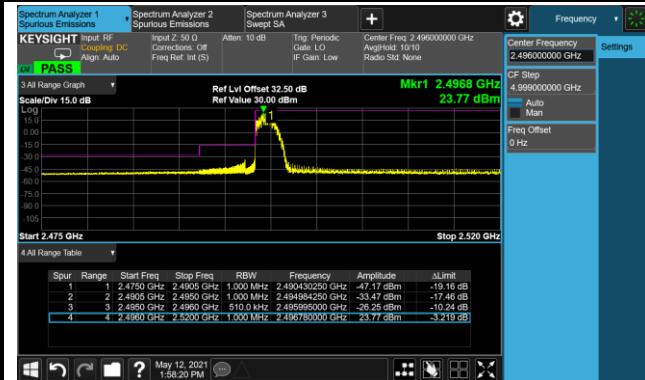 Spectrum Analyzer 1
Spurious Emissions
Spectrum Analyzer 2
Spurious Emissions
Spectrum Analyzer 3
Swept SA
+
Frequency
KEYSIGHT
Input: RF
Coupling: DC
Align: Auto
Input Z: 50 Ω
Corrections: Off
Freq Ref: Int (S)
Atten: 10 dB
Trig: Periodic
Gate: LO
IF Gain: Low
Center Freq: 2.496000000 GHz
Avg|Hold: 10/10
Radio Std: None
PASS
Center Frequency
2.496000000 GHz
Settings
CF Step
4.999000000 GHz
Auto
Man
Freq Offset
0 Hz
3 All Range Graph
Scale/Div 15.0 dB
Ref Lvl Offset 32.50 dB
Ref Value 30.00 dBm
Mkr1 2.4968 GHz
23.77 dBm
Log
15.0
0.00
-15.0
-30.0
-45.0
-60.0
-75.0
-90.0
-105
1
Start 2.475 GHz
Stop 2.520 GHz
4 All Range Table
Spur Range Start Freq Stop Freq RBW Frequency Amplitude ΔLimit
1 1 2.4750 GHz 2.4905 GHz 1.000 MHz 2.490430250 GHz -47.17 dBm -19.16 dB
2 2 2.4905 GHz 2.4950 GHz 1.000 MHz 2.494984250 GHz -33.47 dBm -17.46 dB
3 3 2.4950 GHz 2.4960 GHz 510.0 kHz 2.495995000 GHz -26.25 dBm -10.24 dB
4 4 2.4960 GHz 2.5200 GHz 1.000 MHz 2.496780000 GHz 23.77 dBm -3.219 dB
?
May 12, 2021
1:58:20 PM